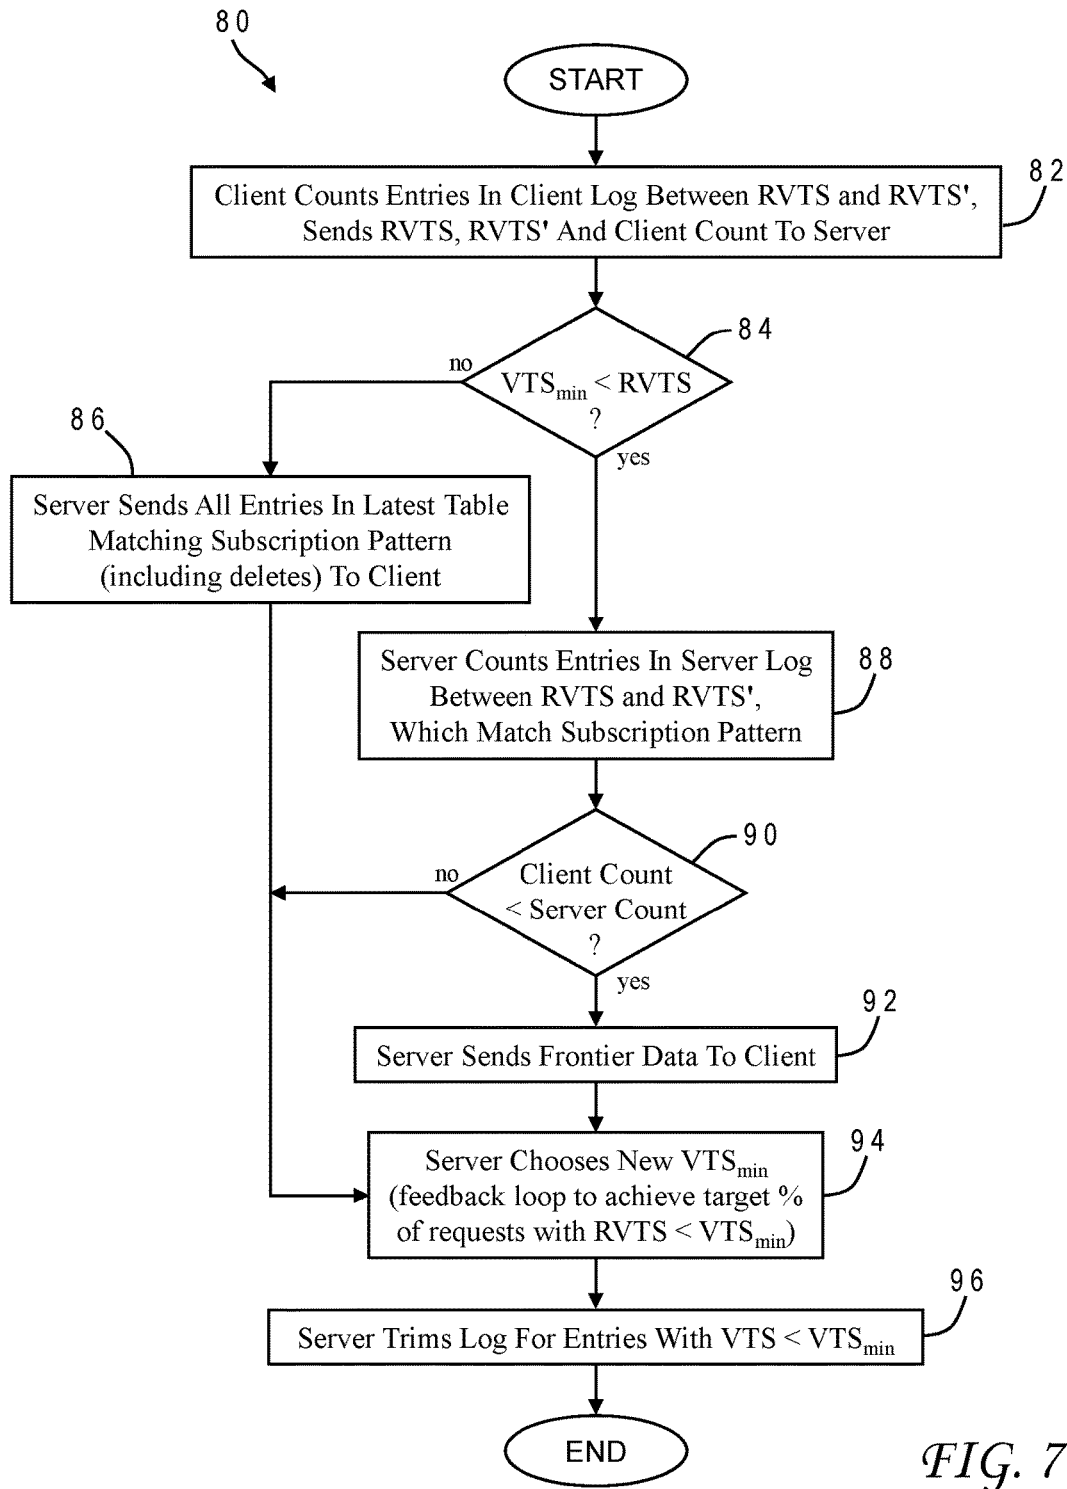 80
START
82
Client Counts Entries In Client Log Between RVTS and RVTS',
Sends RVTS, RVTS' And Client Count To Server
84
no
VTSmin < RVTS
?
yes
86
Server Sends All Entries In Latest Table
Matching Subscription Pattern
(including deletes) To Client
88
Server Counts Entries In Server Log
Between RVTS and RVTS',
Which Match Subscription Pattern
90
no
Client Count
< Server Count
?
yes
92
Server Sends Frontier Data To Client
94
Server Chooses New VTSmin
(feedback loop to achieve target %
of requests with RVTS < VTSmin)
96
Server Trims Log For Entries With VTS < VTSmin
END
FIG. 7